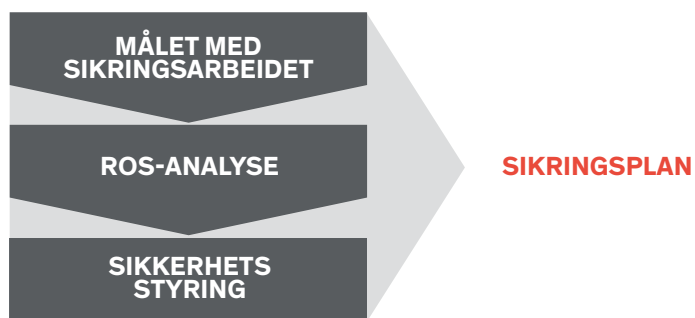 MÅLET MED
SIKRINGSARBEIDET
ROS-ANALYSE
SIKRINGSPLAN
SIKKERHETS
STYRING